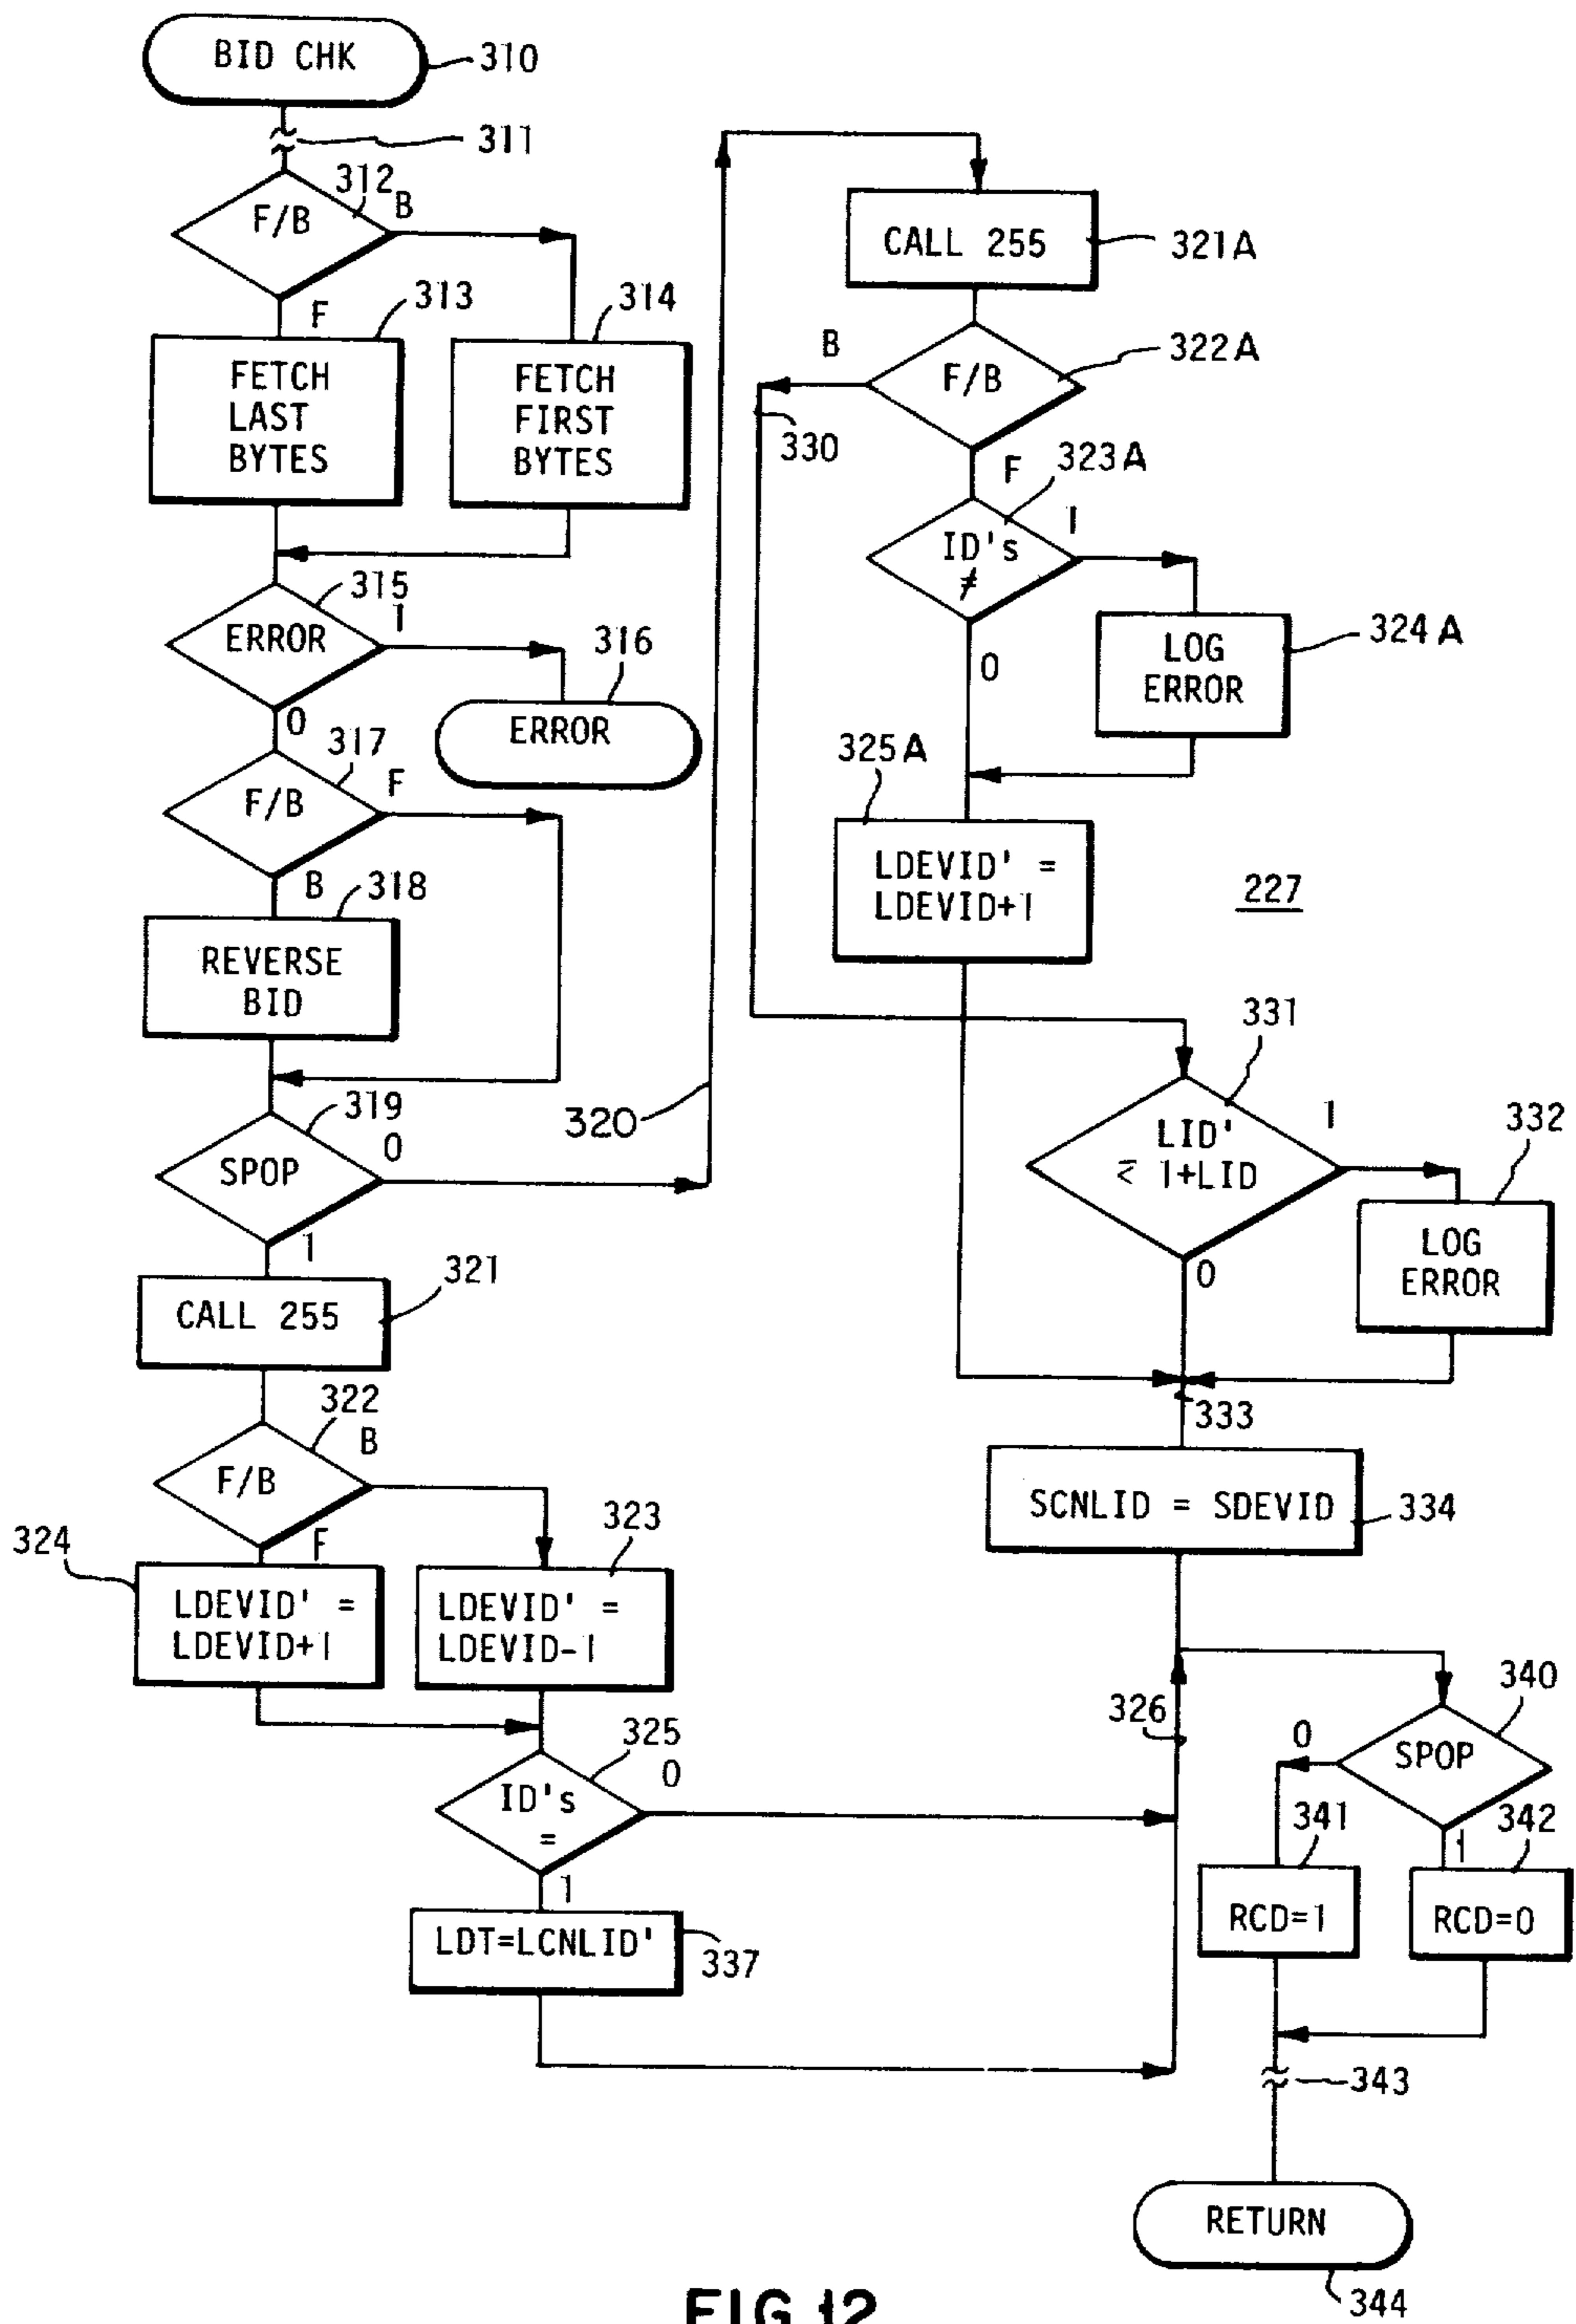 BID CHK
310
311
312
F/B
B
F
313
314
FETCH
LAST
BYTES
FETCH
FIRST
BYTES
315
ERROR
1
0
316
ERROR
317
F/B
F
B
318
REVERSE
BID
319
SPOP
0
1
320
CALL 255
321
322
F/B
B
F
324
LDEVID' =
LDEVID+1
323
LDEVID' =
LDEVID-1
325
ID's
=
0
1
LDT=LCNLID'
337
CALL 255
321A
B
F/B
322A
330
F
323A
ID's
≠
1
0
324A
LOG
ERROR
325A
LDEVID' =
LDEVID+1
227
331
LID'
⋜ 1+LID
1
0
332
LOG
ERROR
333
SCNLID = SDEVID
334
326
340
SPOP
0
1
341
RCD=1
342
RCD=0
343
RETURN
344
FIG.12